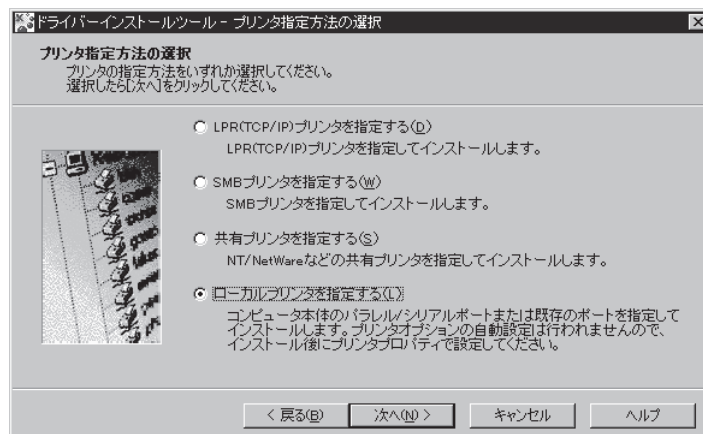 ドライバーインストールツール - プリンタ指定方法の選択
プリンタ指定方法の選択
プリンタの指定方法をいずれか選択してください。
選択したら[次へ]をクリックしてください。
LPR(TCP/IP)プリンタを指定する(D)
LPR(TCP/IP)プリンタを指定してインストールします。
SMBプリンタを指定する(W)
SMBプリンタを指定してインストールします。
共有プリンタを指定する(S)
NT/NetWareなどの共有プリンタを指定してインストールします。
ローカルプリンタを指定する(L)
コンピュータ本体のパラレル/シリアルポートまたは既存のポートを指定して
インストールします。プリンタオプションの自動設定は行われませんので、
インストール後にプリンタプロパティで設定してください。
< 戻る(B)
次へ(N) >
キャンセル
ヘルプ